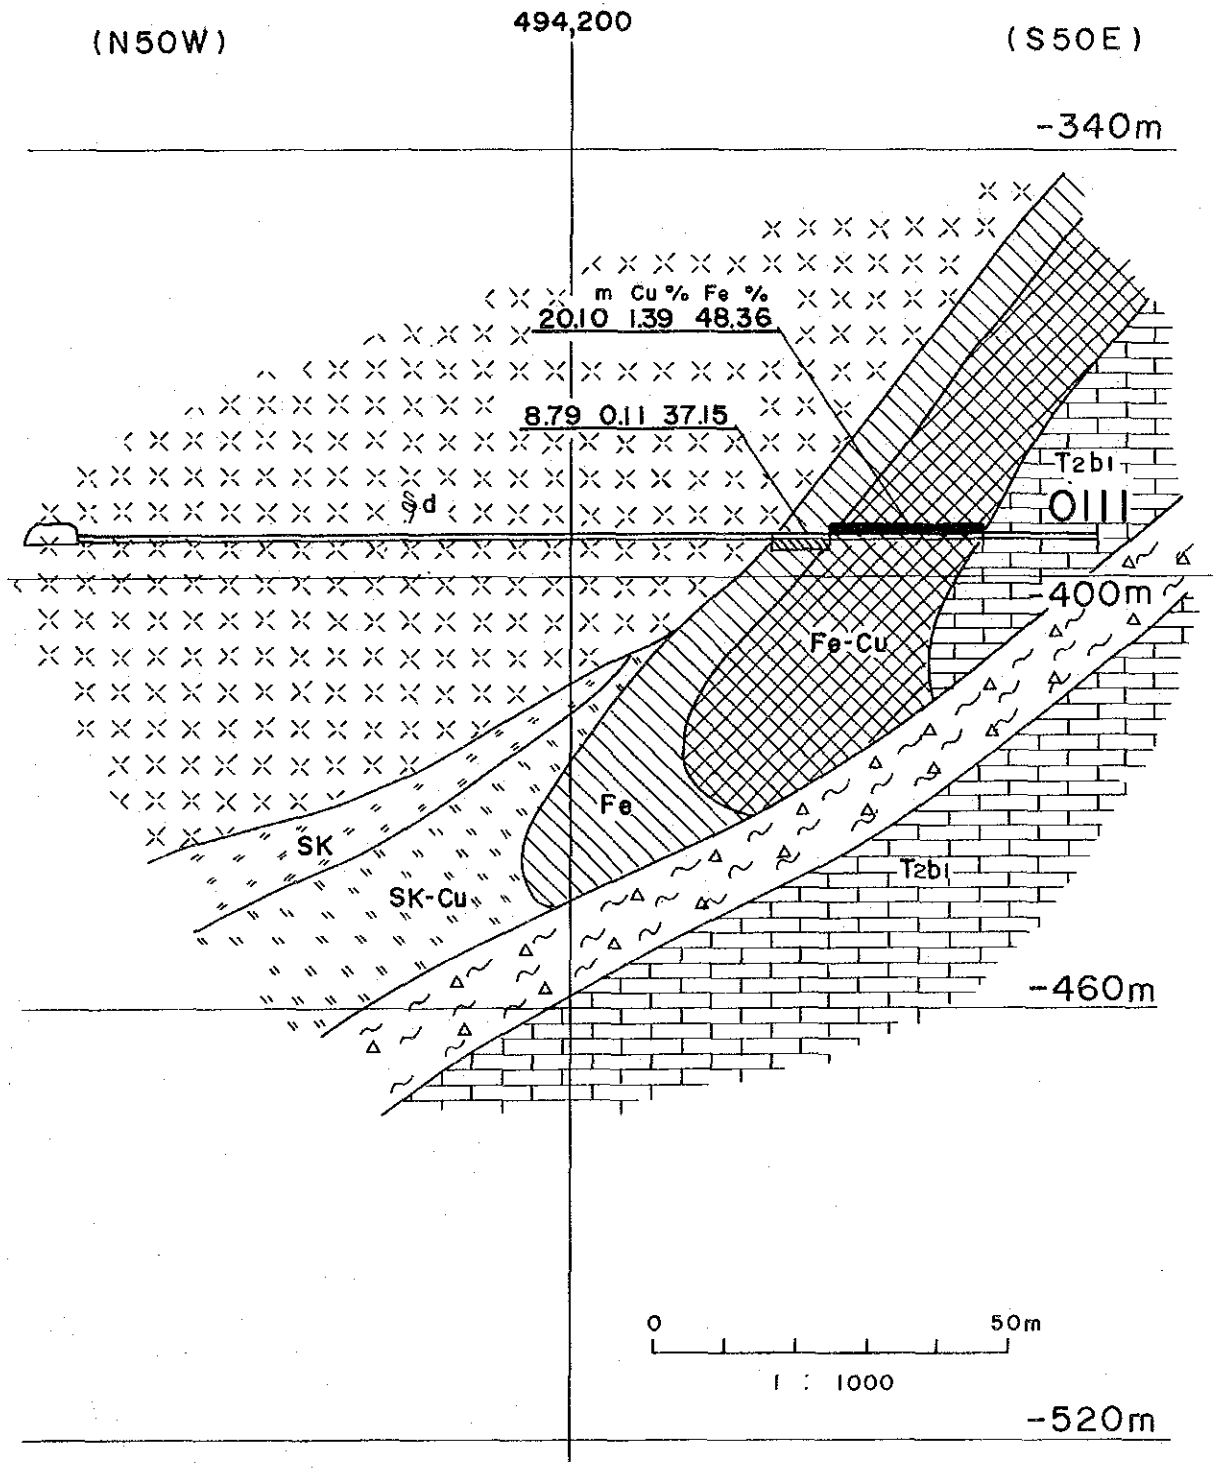 494,200
(N50W)
(S50E)
-340m
m Cu % Fe %
20.10 1.39 48.36
8.79 0.11 37.15
T2b1
0111
d
-400m
Fe-Cu
Fe
SK
SK-Cu
T2b1
-460m
0 50m
1 : 1000
-520m